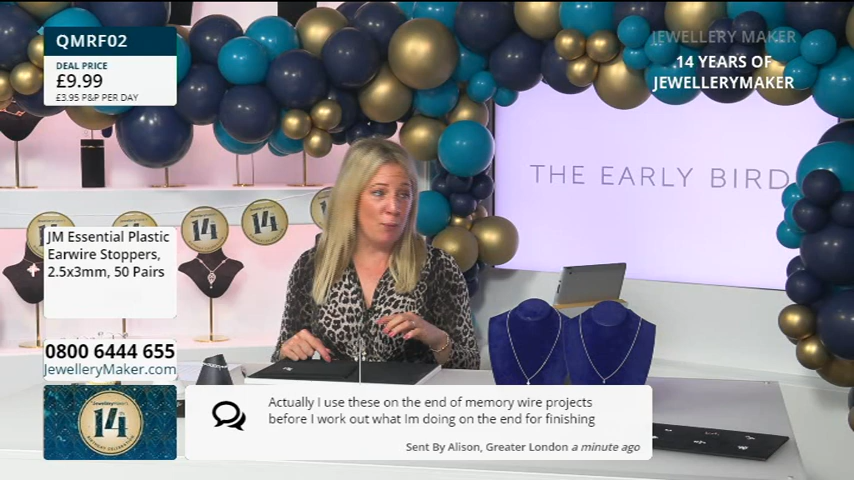 QMRF02
DEAL PRICE
£9.99
£3.95 P&P PER DAY
JEWELLERY MAKER
14 YEARS OF
JEWELLERYMAKER
THE EARLY BIRD
14
14
JM Essential Plastic
Earwire Stoppers,
2.5x3mm, 50 Pairs
0800 6444 655
JewelleryMaker.com
14
Actually I use these on the end of memory wire projects
before I work out what Im doing on the end for finishing
Sent By Alison, Greater London a minute ago